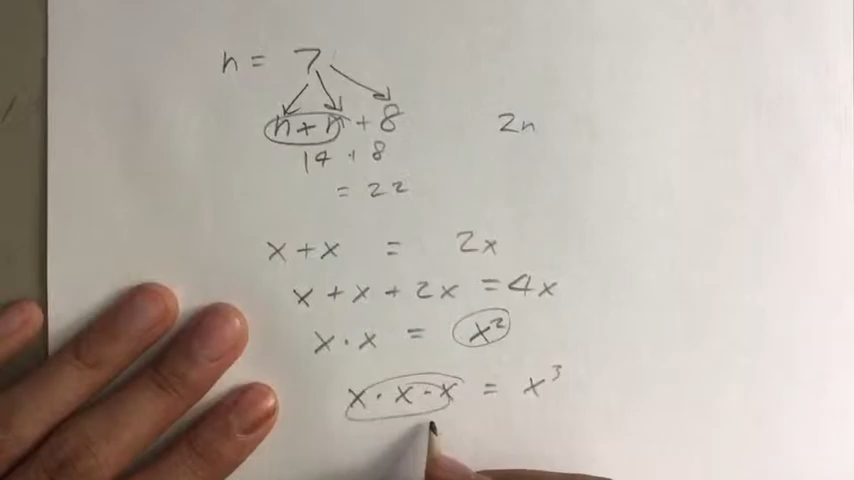 n = 7
n + n + 8 2n
14 + 8
= 22
x + x = 2x
x + x + 2x = 4x
x · x = x²
x · x · x = x³